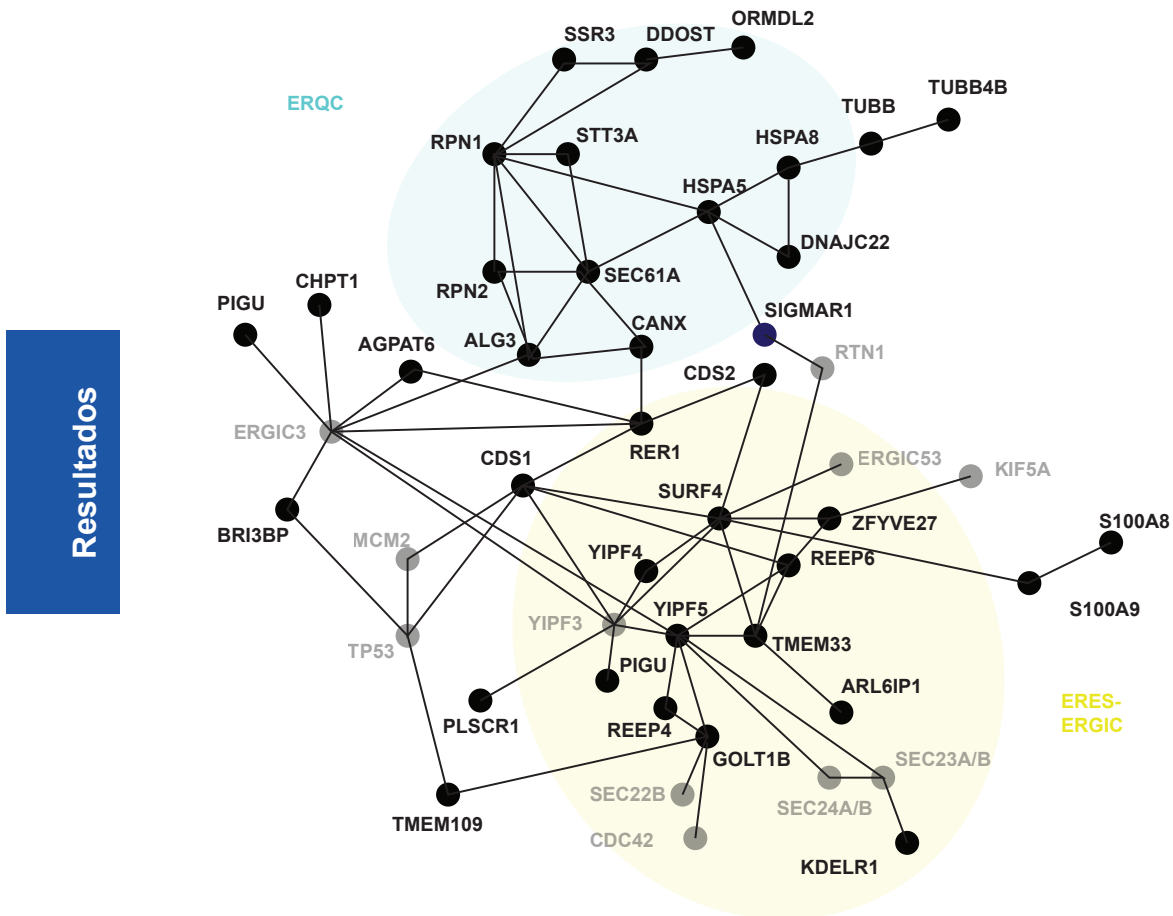 ORMDL2
SSR3
DDOST
TUBB4B
ERQC
TUBB
RPN1
STT3A
HSPA8
HSPA5
DNAJC22
SEC61A
CHPT1
RPN2
PIGU
SIGMAR1
CANX
ALG3
AGPAT6
RTN1
CDS2
ERGIC3
RER1
CDS1
ERGIC53
KIF5A
SURF4
Resultados
S100A8
ZFYVE27
BRI3BP
MCM2
YIPF4
REEP6
S100A9
YIPF5
YIPF3
TP53
TMEM33
PIGU
ARL6IP1
ERES-
ERGIC
PLSCR1
REEP4
GOLT1B
SEC23A/B
SEC22B
SEC24A/B
TMEM109
CDC42
KDELR1